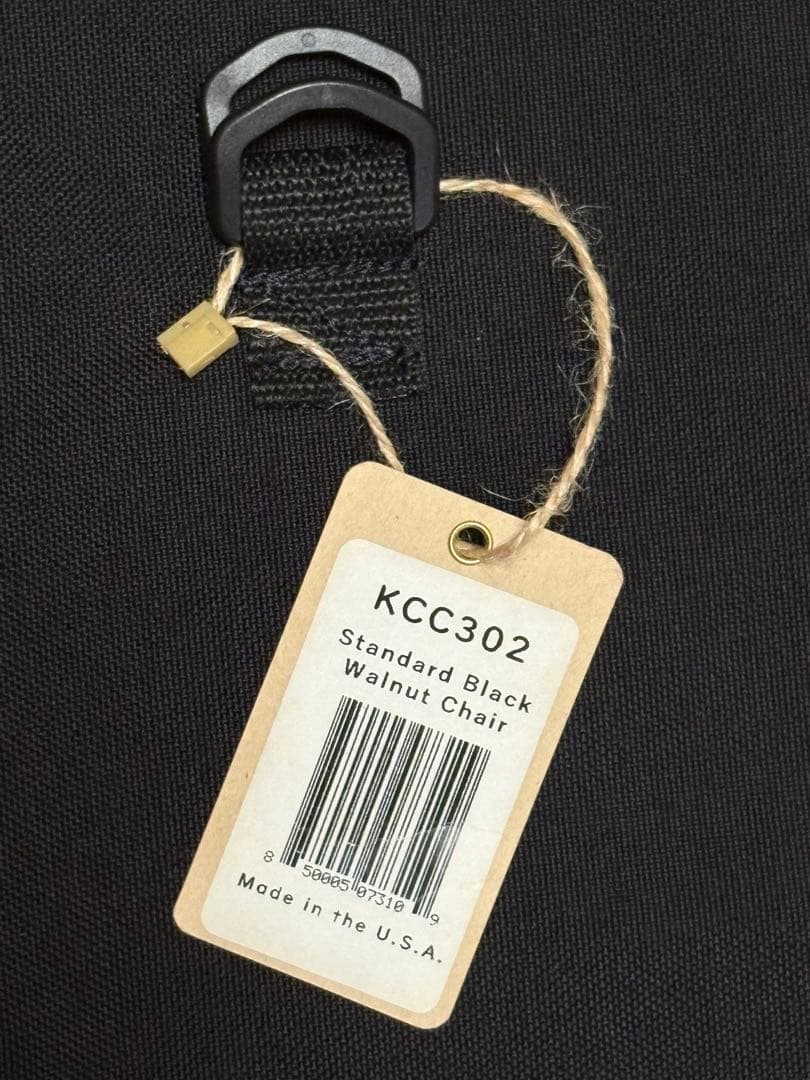 KCC302
Standard Black
Walnut Chair
8 50005 07310 9
Made in the U.S.A.